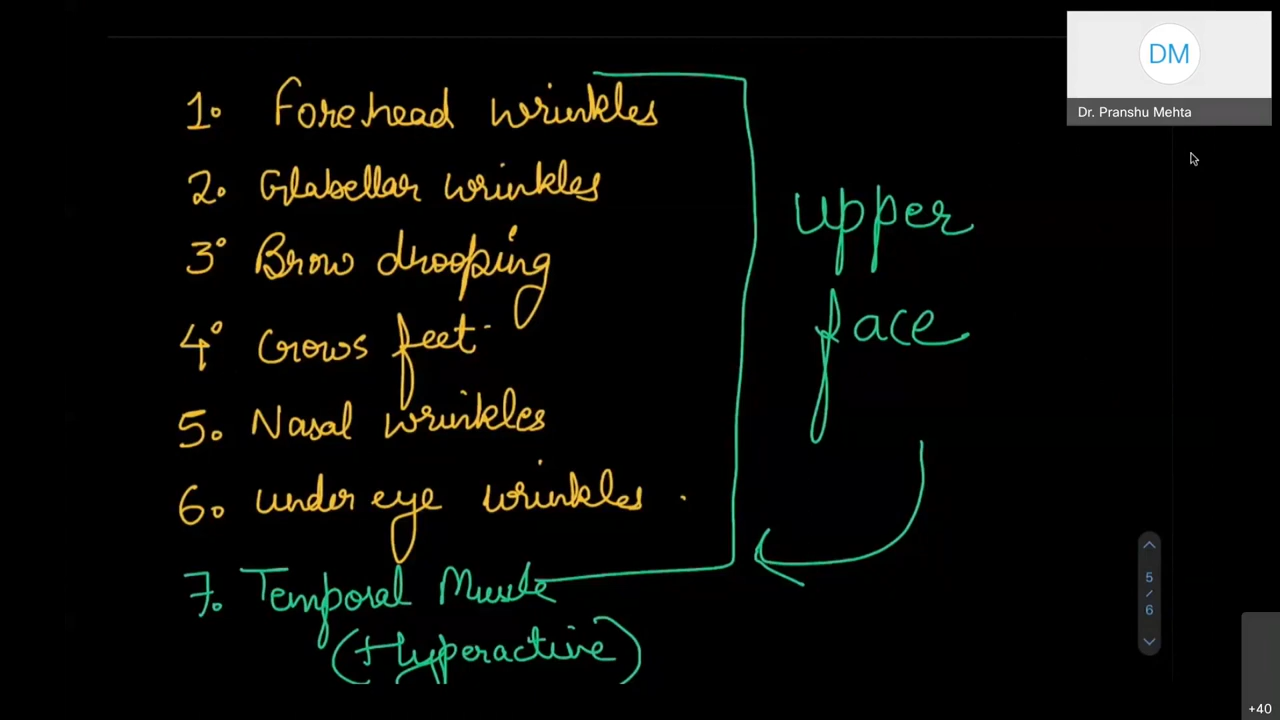 DM
Dr. Pranshu Mehta
1. Forehead wrinkles
2. Glabellar wrinkles
3. Brow drooping
4. Crows feet
5. Nasal wrinkles
6. under eye wrinkles
7. Temporal Muscle
(Hyperactive)
upper
face
5
/
6
+40